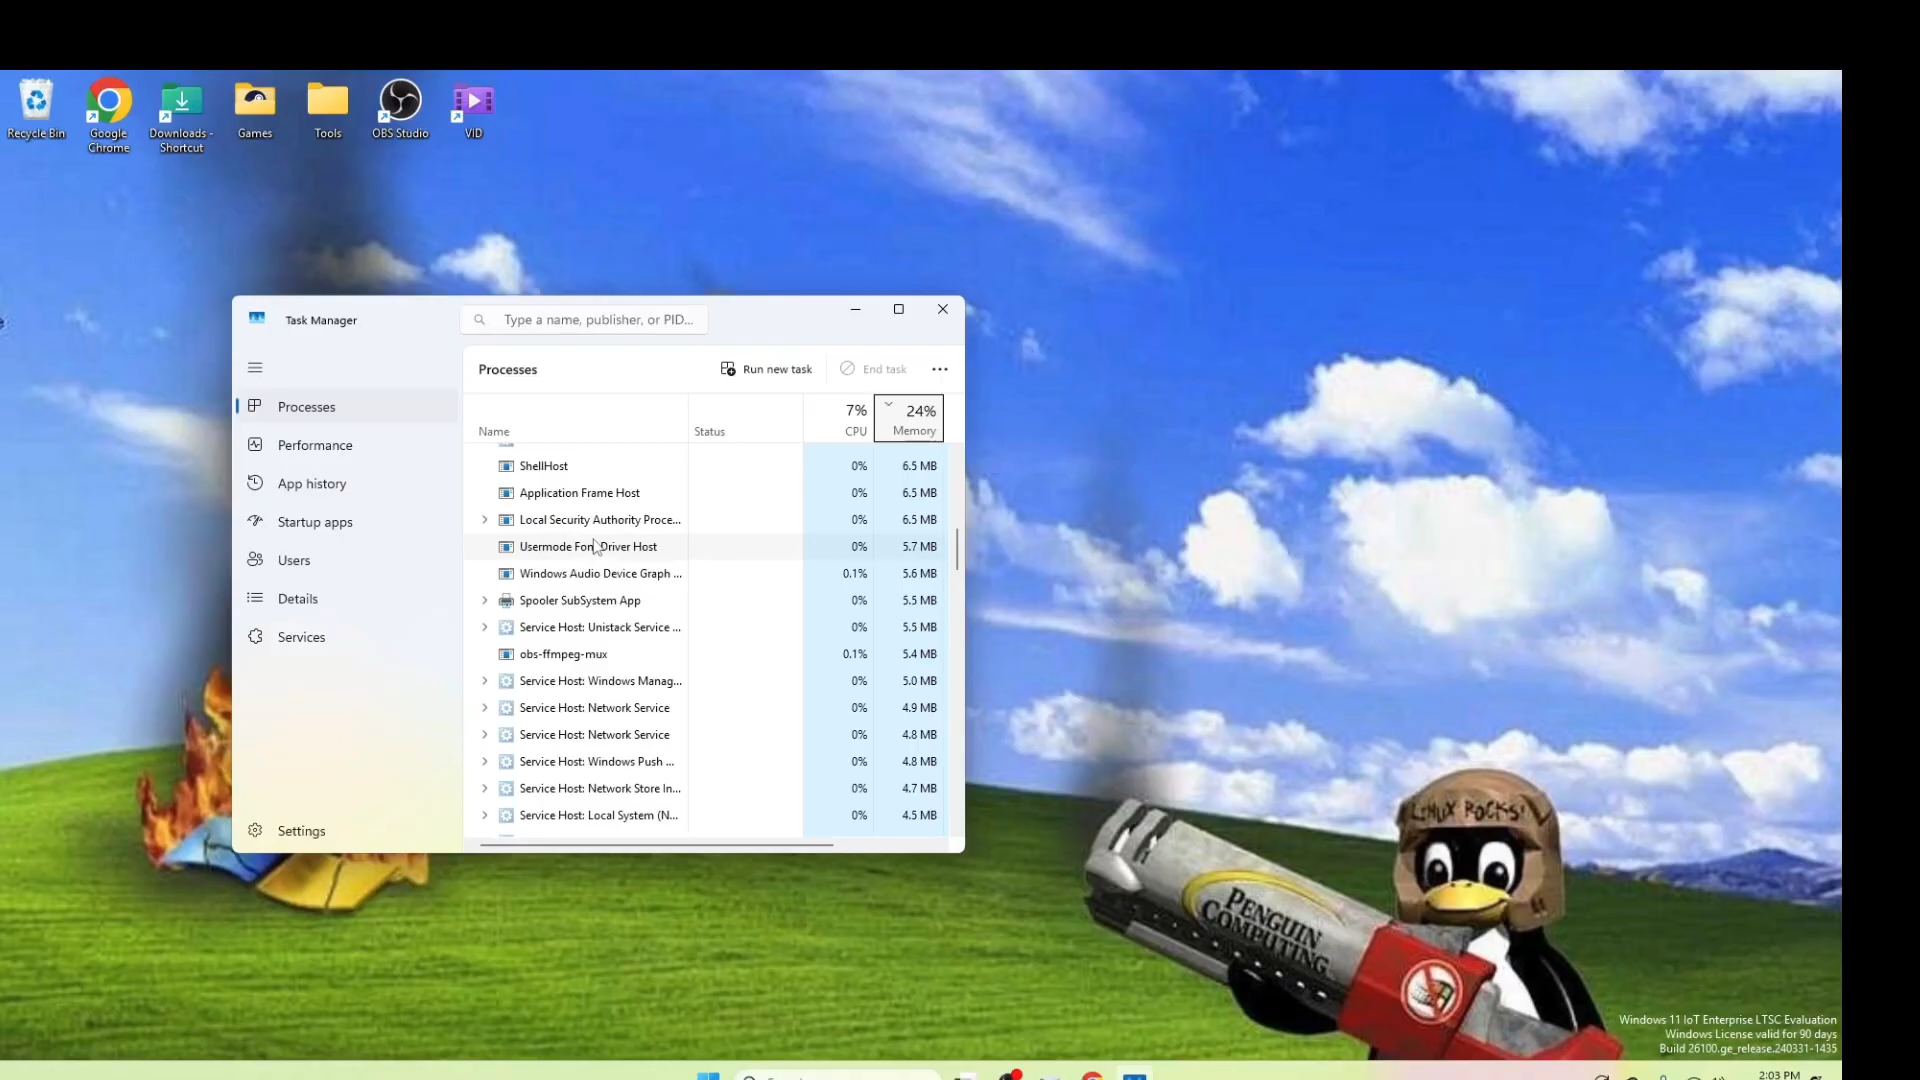 Recycle Bin
Google
Chrome
Downloads -
Shortcut
Games
Tools
OBS Studio
VID
Task Manager
Type a name, publisher, or PID...
Processes
Performance
App history
Startup apps
Users
Details
Services
Settings
Processes
Run new task
End task
Name
Status
7%
CPU
24%
Memory
ShellHost 0% 6.5 MB
Application Frame Host 0% 6.5 MB
Local Security Authority Proce... 0% 6.5 MB
Usermode Font Driver Host 0% 5.7 MB
Windows Audio Device Graph ... 0.1% 5.6 MB
Spooler SubSystem App 0% 5.5 MB
Service Host: Unistack Service ... 0% 5.5 MB
obs-ffmpeg-mux 0.1% 5.4 MB
Service Host: Windows Manag... 0% 5.0 MB
Service Host: Network Service 0% 4.9 MB
Service Host: Network Service 0% 4.8 MB
Service Host: Windows Push ... 0% 4.8 MB
Service Host: Network Store In... 0% 4.7 MB
Service Host: Local System (N... 0% 4.5 MB
LINUX ROCKS!
PENGUIN
COMPUTING
Windows 11 IoT Enterprise LTSC Evaluation
Windows License valid for 90 days
Build 26100.ge_release.240331-1435
2:03 PM